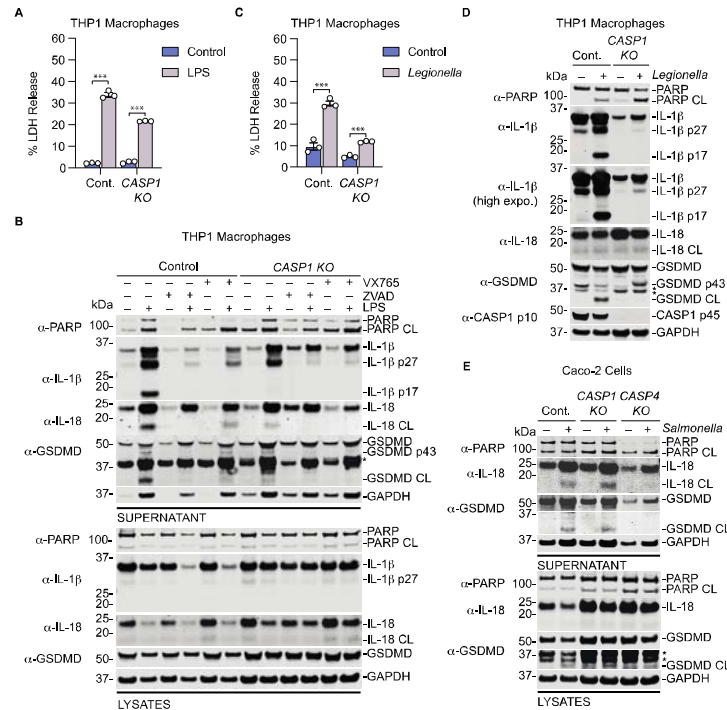 A
THP1 Macrophages
% LDH Release
60
50
40
30
20
10
0
Control
LPS
***
***
Cont.
CASP1
KO
C
THP1 Macrophages
% LDH Release
60
50
40
30
20
10
0
Control
Legionella
***
***
Cont.
CASP1
KO
B
THP1 Macrophages
Control
CASP1 KO
– – – – + + – – – – + + VX765
– – + + – – – – + + – – ZVAD
– + – + – + – + – + – + LPS
kDa
α-PARP 100 PARP
PARP CL
37 IL-1β
α-IL-1β IL-1β p27
25
20 IL-1β p17
25 IL-18
α-IL-18 20
IL-18 CL
α-GSDMD 50 GSDMD
GSDMD p43
37 *
GSDMD CL
37 GAPDH
SUPERNATANT
α-PARP 100 PARP
PARP CL
37 IL-1β
α-IL-1β IL-1β p27
25
20
α-IL-18 25 IL-18
20
IL-18 CL
α-GSDMD 50 GSDMD
37 GAPDH
LYSATES
D
THP1 Macrophages
CASP1
Cont. KO
kDa – + – + Legionella
α-PARP 100 PARP
PARP CL
37 IL-1β
α-IL-1β IL-1β p27
25
20 IL-1β p17
37 IL-1β
α-IL-1β IL-1β p27
(high expo.) 25
20 IL-1β p17
α-IL-18 25 IL-18
20 IL-18 CL
50 GSDMD
α-GSDMD GSDMD p43
37 *
GSDMD CL
α-CASP1 p10 50 CASP1 p45
37 GAPDH
E
Caco-2 Cells
CASP1 CASP4
Cont. KO KO
kDa – + – + – + Salmonella
α-PARP 100 PARP
PARP CL
α-IL-18 25 IL-18
20
IL-18 CL
α-GSDMD 50 GSDMD
37
GSDMD CL
37 GAPDH
SUPERNATANT
α-PARP 100 PARP
PARP CL
α-IL-18 25 IL-18
50 GSDMD
α-GSDMD 37 *
*
GSDMD CL
37 GAPDH
LYSATES